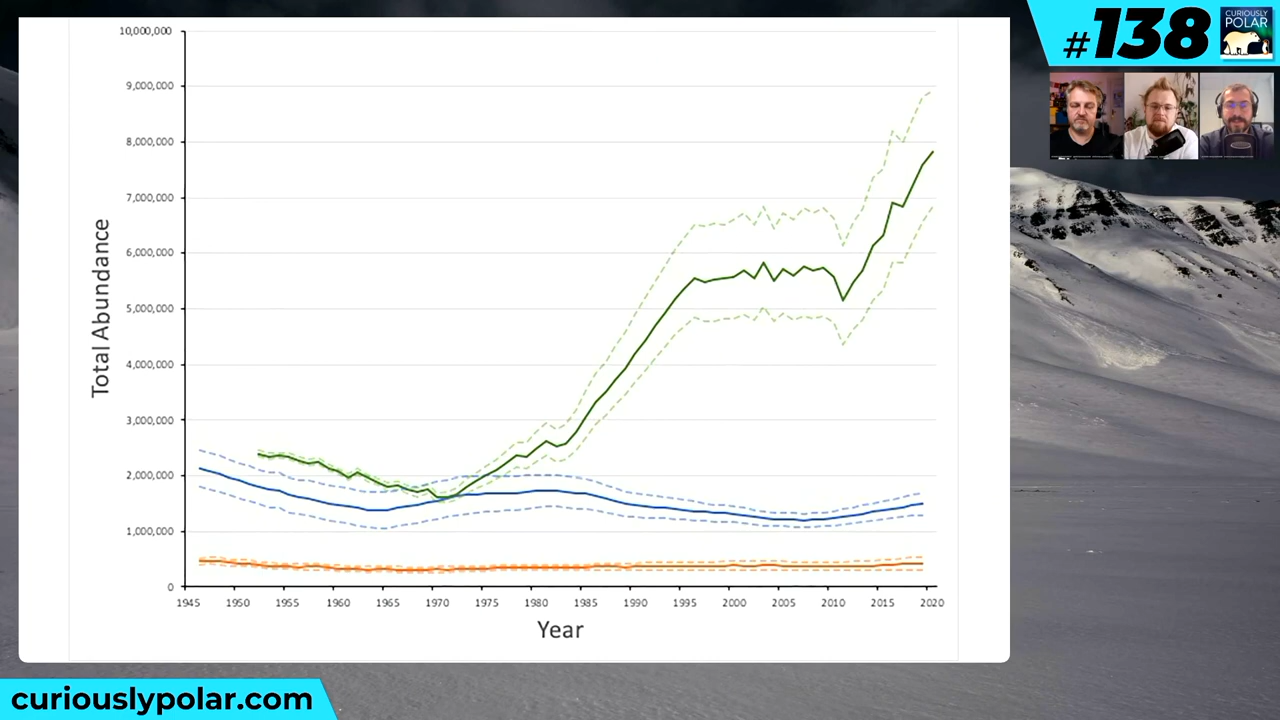 #138
CURIOUSLY
POLAR
10,000,000
9,000,000
8,000,000
7,000,000
6,000,000
5,000,000
4,000,000
3,000,000
2,000,000
1,000,000
0
Total Abundance
1945 1950 1955 1960 1965 1970 1975 1980 1985 1990 1995 2000 2005 2010 2015 2020
Year
curiouslypolar.com